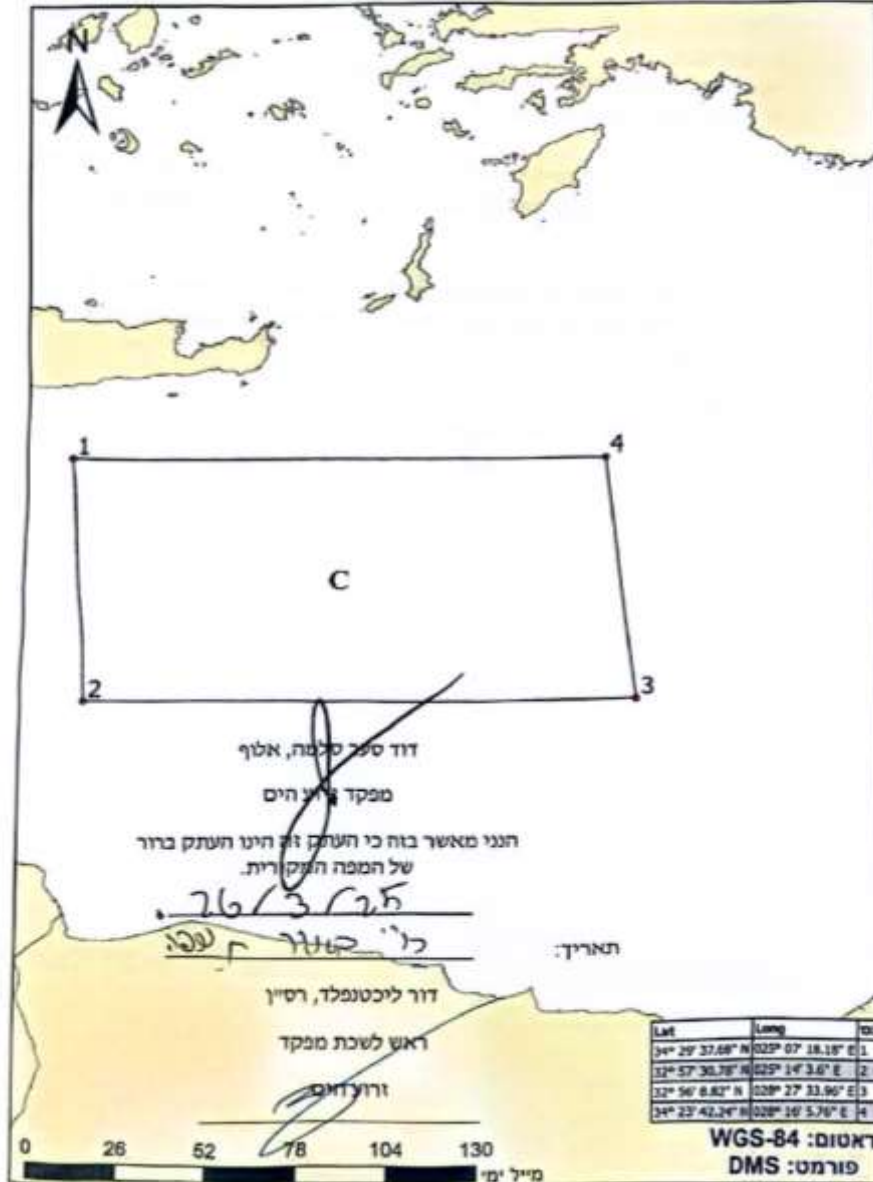 N
1
4
C
2
3
דוד סער סלמה, אלוף
מפקד זרוע הים
הנני מאשר בזה כי העתק זה הינו העתק ברור
של המפה המקורית.
26/3/25
תאריך:
דור ליכטנפלד, רס"ן
ראש לשכת מפקד
זרוע הים
Lat Long
34° 29' 37.68" N 025° 07' 18.18" E 1
32° 57' 30.78" N 025° 14' 3.6" E 2
32° 56' 8.82" N 028° 27' 33.96" E 3
34° 23' 42.24" N 028° 16' 5.76" E 4
WGS-84 :דאטום
DMS :פורמט
0 26 52 78 104 130
מייל ימי